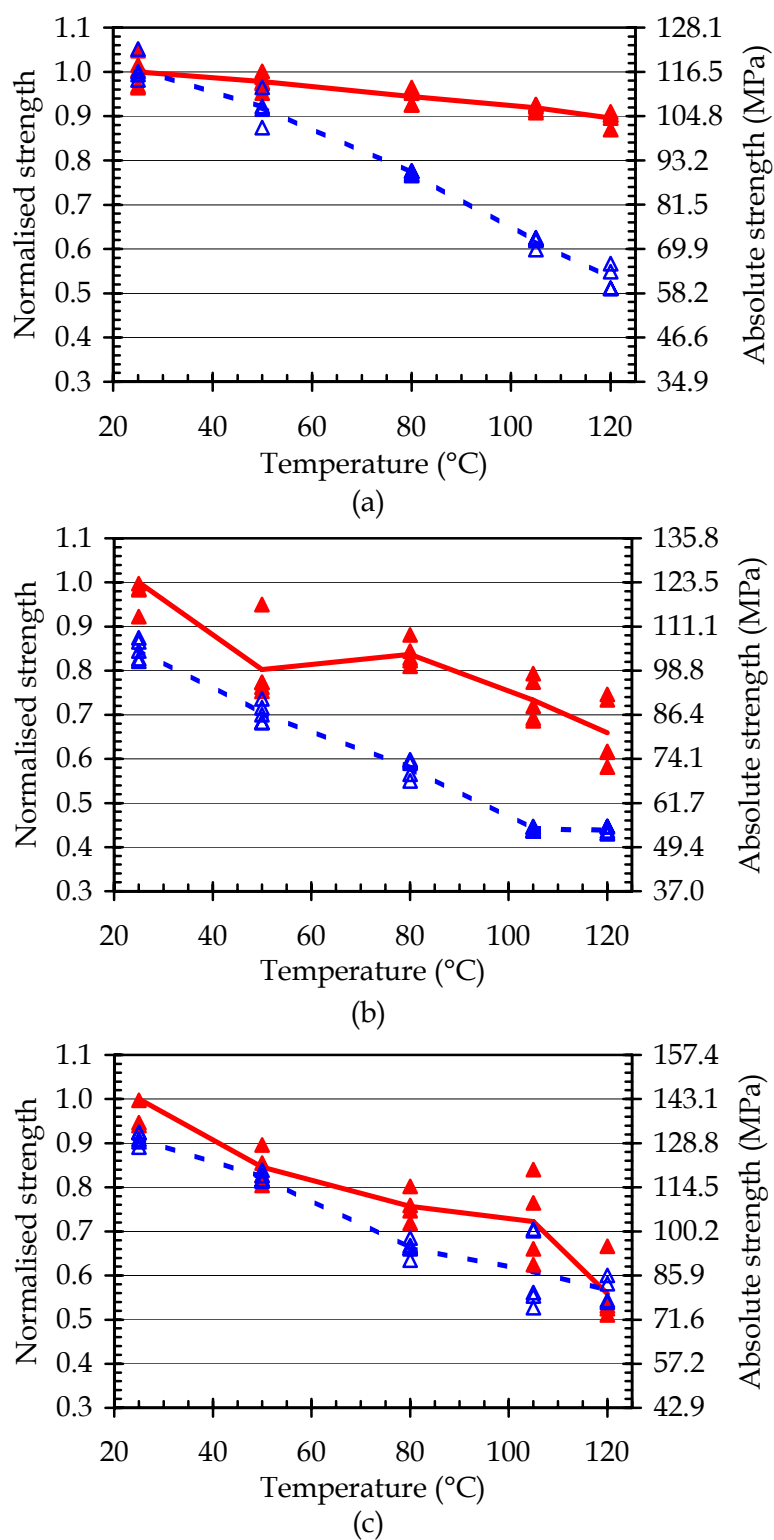 1.1 128.1
1.0 116.5
0.9 104.8
0.8 93.2
0.7 81.5
0.6 69.9
0.5 58.2
0.4 46.6
0.3 34.9
Normalised strength
Absolute strength (MPa)
20 40 60 80 100 120
Temperature (°C)
(a)
1.1 135.8
1.0 123.5
0.9 111.1
0.8 98.8
0.7 86.4
0.6 74.1
0.5 61.7
0.4 49.4
0.3 37.0
Normalised strength
Absolute strength (MPa)
20 40 60 80 100 120
Temperature (°C)
(b)
1.1 157.4
1.0 143.1
0.9 128.8
0.8 114.5
0.7 100.2
0.6 85.9
0.5 71.6
0.4 57.2
0.3 42.9
Normalised strength
Absolute strength (MPa)
20 40 60 80 100 120
Temperature (°C)
(c)